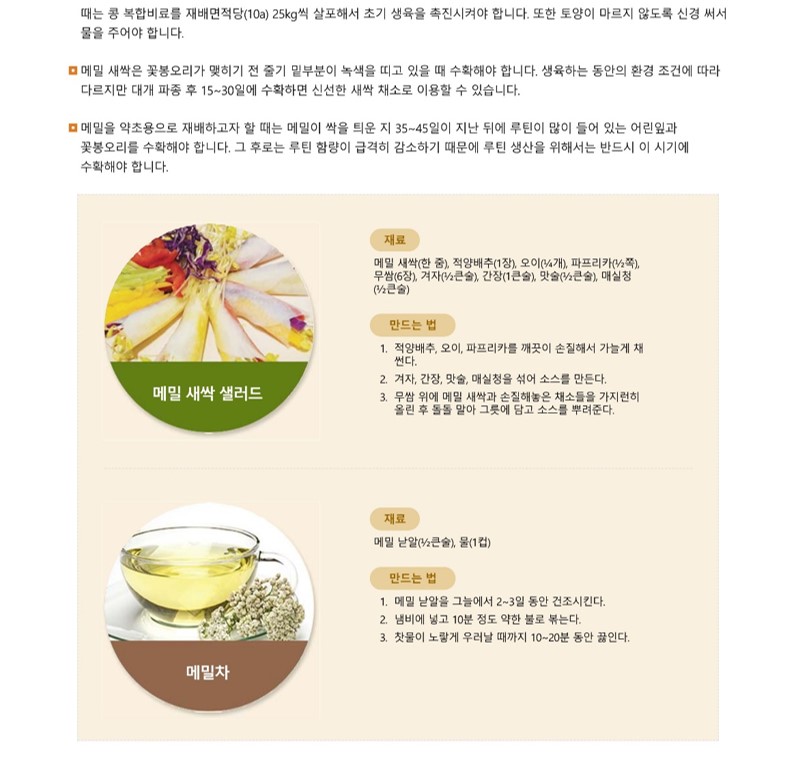 때는 콩 복합비료를 재배면적당(10a) 25kg씩 살포해서 초기 생육을 촉진시켜야 합니다. 또한 토양이 마르지 않도록 신경 써서
물을 주어야 합니다.
메밀 새싹은 꽃봉오리가 맺히기 전 줄기 밑부분이 녹색을 띠고 있을 때 수확해야 합니다. 생육하는 동안의 환경 조건에 따라
다르지만 대개 파종 후 15~30일에 수확하면 신선한 새싹 채소로 이용할 수 있습니다.
메밀을 약초용으로 재배하고자 할 때는 메밀이 싹을 틔운 지 35~45일이 지난 뒤에 루틴이 많이 들어 있는 어린잎과
꽃봉오리를 수확해야 합니다. 그 후로는 루틴 함량이 급격히 감소하기 때문에 루틴 생산을 위해서는 반드시 이 시기에
수확해야 합니다.
메밀 새싹 샐러드
재료
메밀 새싹(한 줌), 적양배추(1장), 오이(¼개), 파프리카(½쪽),
무쌈(6장), 겨자(½큰술), 간장(1큰술), 맛술(½큰술), 매실청
(½큰술)
만드는 법
1. 적양배추, 오이, 파프리카를 깨끗이 손질해서 가늘게 채
썬다.
2. 겨자, 간장, 맛술, 매실청을 섞어 소스를 만든다.
3. 무쌈 위에 메밀 새싹과 손질해놓은 채소들을 가지런히
올린 후 돌돌 말아 그릇에 담고 소스를 뿌려준다.
메밀차
재료
메밀 낟알(½큰술), 물(1컵)
만드는 법
1. 메밀 낟알을 그늘에서 2~3일 동안 건조시킨다.
2. 냄비에 넣고 10분 정도 약한 불로 볶는다.
3. 찻물이 노랗게 우러날 때까지 10~20분 동안 끓인다.